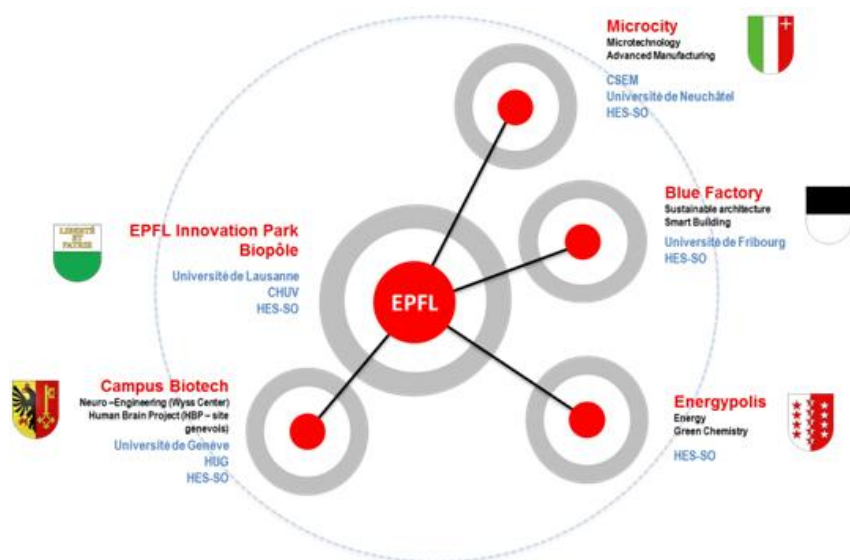 Microcity
Microtechnology
Advanced Manufacturing
CSEM
Université de Neuchâtel
HES-SO
Blue Factory
Sustainable architecture
Smart Building
Université de Fribourg
HES-SO
LIBERTÉ
ET
PATRIE
EPFL Innovation Park
Biopôle
Université de Lausanne
CHUV
HES-SO
EPFL
Campus Biotech
Neuro –Engineering (Wyss Center)
Human Brain Project (HBP – site
genevois)
Université de Genève
HUG
HES-SO
Energypolis
Energy
Green Chemistry
HES-SO